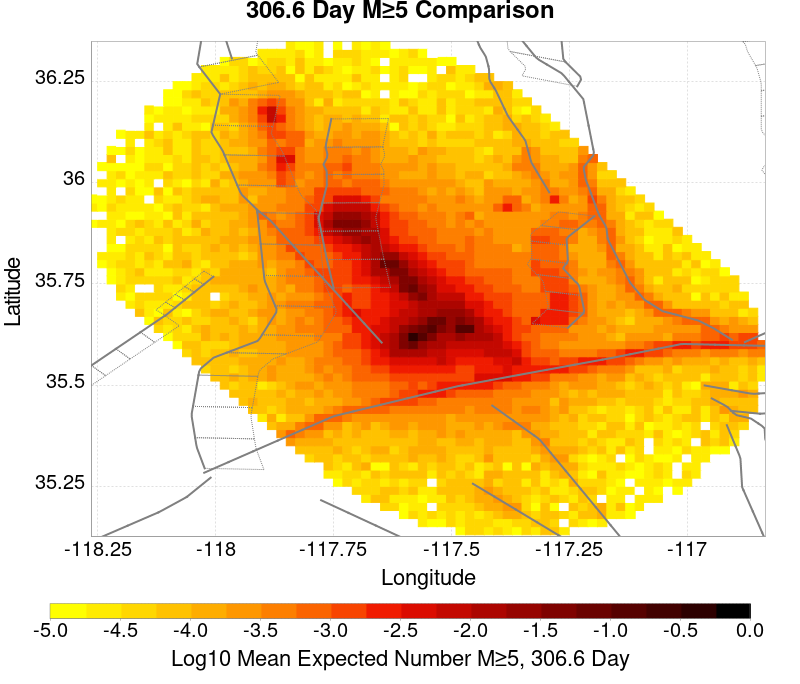 306.6 Day M≥5 Comparison
36.25
36
35.75
35.5
35.25
Latitude
-118.25 -118 -117.75 -117.5 -117.25 -117
Longitude
-5.0 -4.5 -4.0 -3.5 -3.0 -2.5 -2.0 -1.5 -1.0 -0.5 0.0
Log10 Mean Expected Number M≥5, 306.6 Day